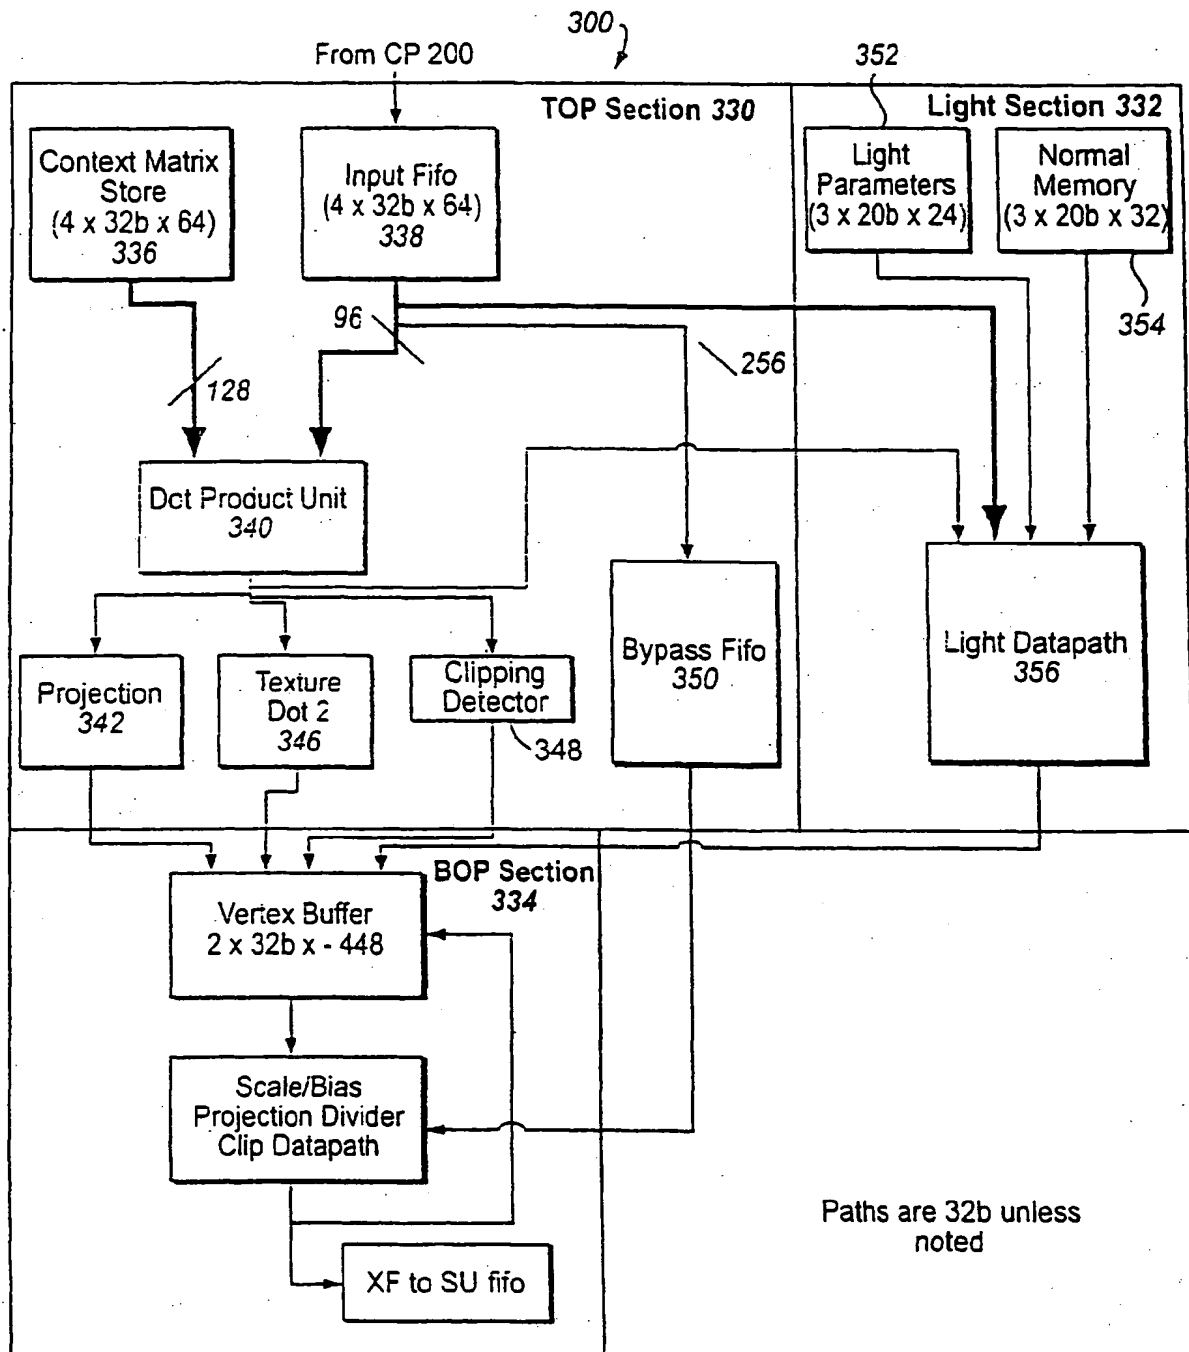 300
From CP 200
352
TOP Section 330
Light Section 332
Context Matrix
Store
(4 x 32b x 64)
336
Input Fifo
(4 x 32b x 64)
338
Light
Parameters
(3 x 20b x 24)
Normal
Memory
(3 x 20b x 32)
354
96
256
128
Dot Product Unit
340
Projection
342
Texture
Dot 2
346
Clipping
Detector
348
Bypass Fifo
350
Light Datapath
356
BOP Section
334
Vertex Buffer
2 x 32b x - 448
Scale/Bias
Projection Divider
Clip Datapath
XF to SU fifo
Paths are 32b unless
noted